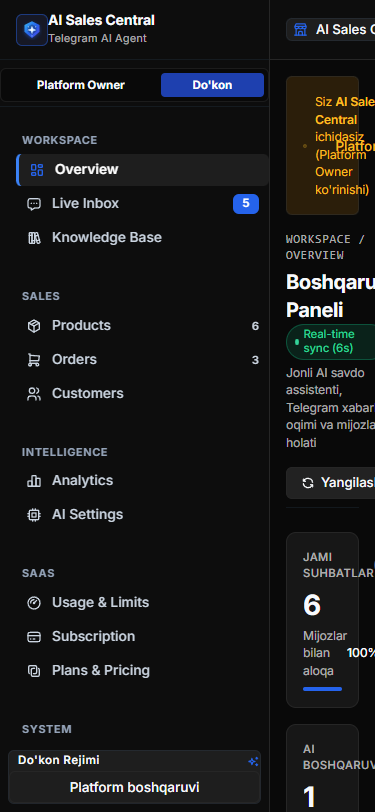 AI Sales Central
Telegram AI Agent
Platform Owner
Do'kon
WORKSPACE
Overview
Live Inbox
5
Knowledge Base
SALES
Products
6
Orders
3
Customers
INTELLIGENCE
Analytics
AI Settings
SAAS
Usage & Limits
Subscription
Plans & Pricing
SYSTEM
Do'kon Rejimi
Platform boshqaruvi
AI Sales C
Siz AI Sale
Central
ichidasiz
(Platform
Owner
ko'rinishi)
Platfor
WORKSPACE /
OVERVIEW
Boshqaru
Paneli
Real-time
sync (6s)
Jonli AI savdo
assistenti,
Telegram xabar
oqimi va mijozla
holati
Yangilash
JAMI
SUHBATLAR
6
Mijozlar
bilan
aloqa
100%
AI
BOSHQARUV
1